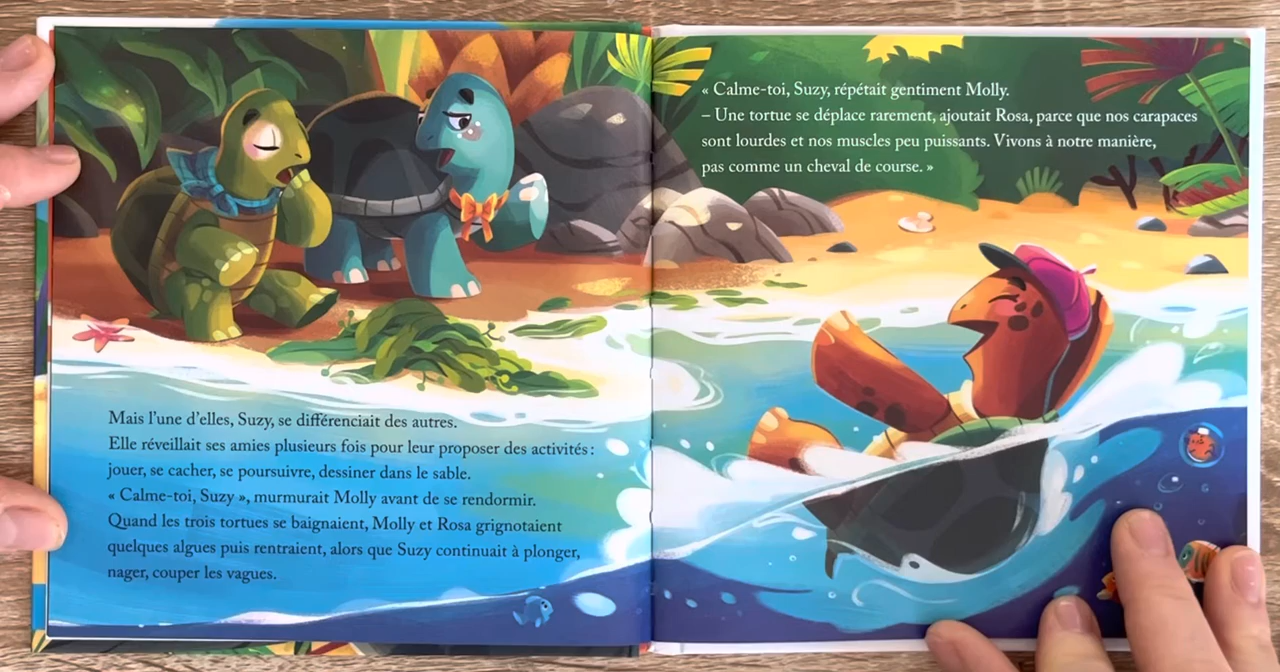 Mais l'une d'elles, Suzy, se différenciait des autres.
Elle réveillait ses amies plusieurs fois pour leur proposer des activités :
jouer, se cacher, se poursuivre, dessiner dans le sable.
« Calme-toi, Suzy », murmurait Molly avant de se rendormir.
Quand les trois tortues se baignaient, Molly et Rosa grignotaient
quelques algues puis rentraient, alors que Suzy continuait à plonger,
nager, couper les vagues.
« Calme-toi, Suzy, répétait gentiment Molly.
– Une tortue se déplace rarement, ajoutait Rosa, parce que nos carapaces
sont lourdes et nos muscles peu puissants. Vivons à notre manière,
pas comme un cheval de course. »